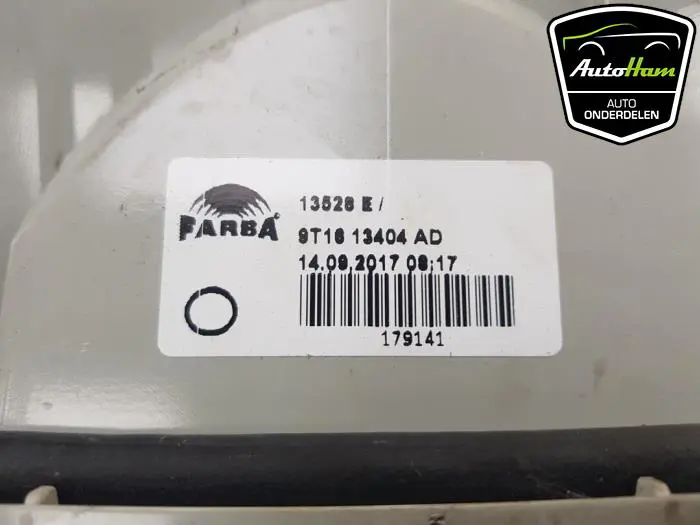 AutoHam
AUTO
ONDERDELEN
FARBA
13528 E /
9T16 13404 AD
14.09.2017 08:17
179141